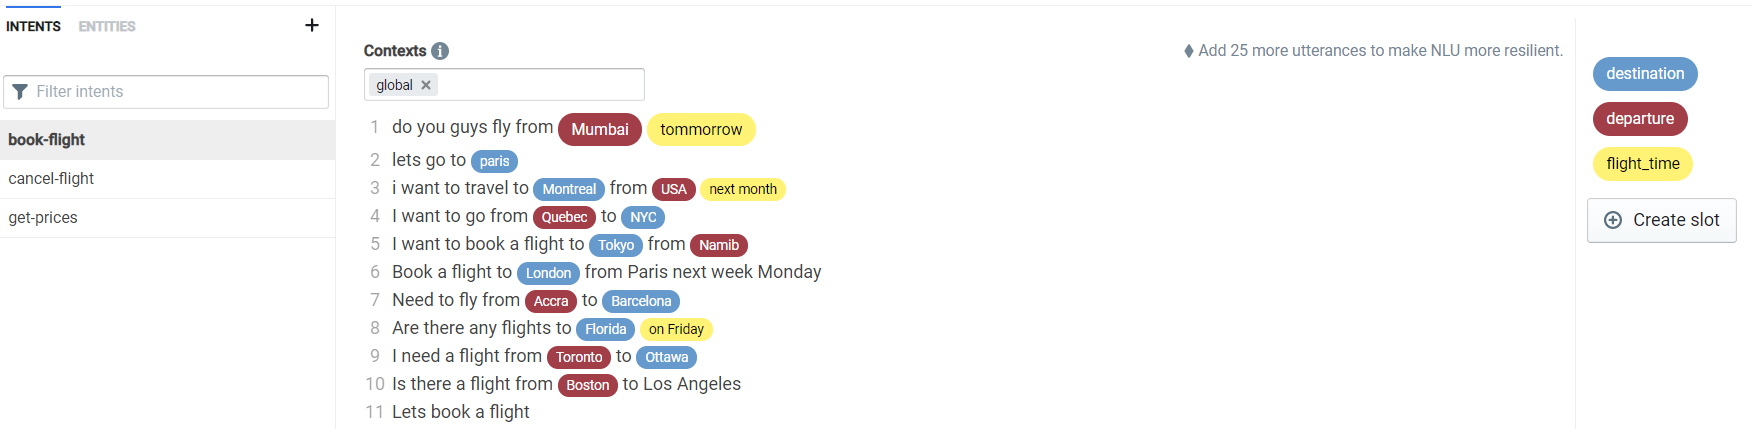 INTENTS ENTITIES +
Filter intents
book-flight
cancel-flight
get-prices
Contexts
Add 25 more utterances to make NLU more resilient.
global
1 do you guys fly from Mumbai tommorrow
2 lets go to paris
3 i want to travel to Montreal from USA next month
4 I want to go from Quebec to NYC
5 I want to book a flight to Tokyo from Namib
6 Book a flight to London from Paris next week Monday
7 Need to fly from Accra to Barcelona
8 Are there any flights to Florida on Friday
9 I need a flight from Toronto to Ottawa
10 Is there a flight from Boston to Los Angeles
11 Lets book a flight
destination
departure
flight_time
Create slot